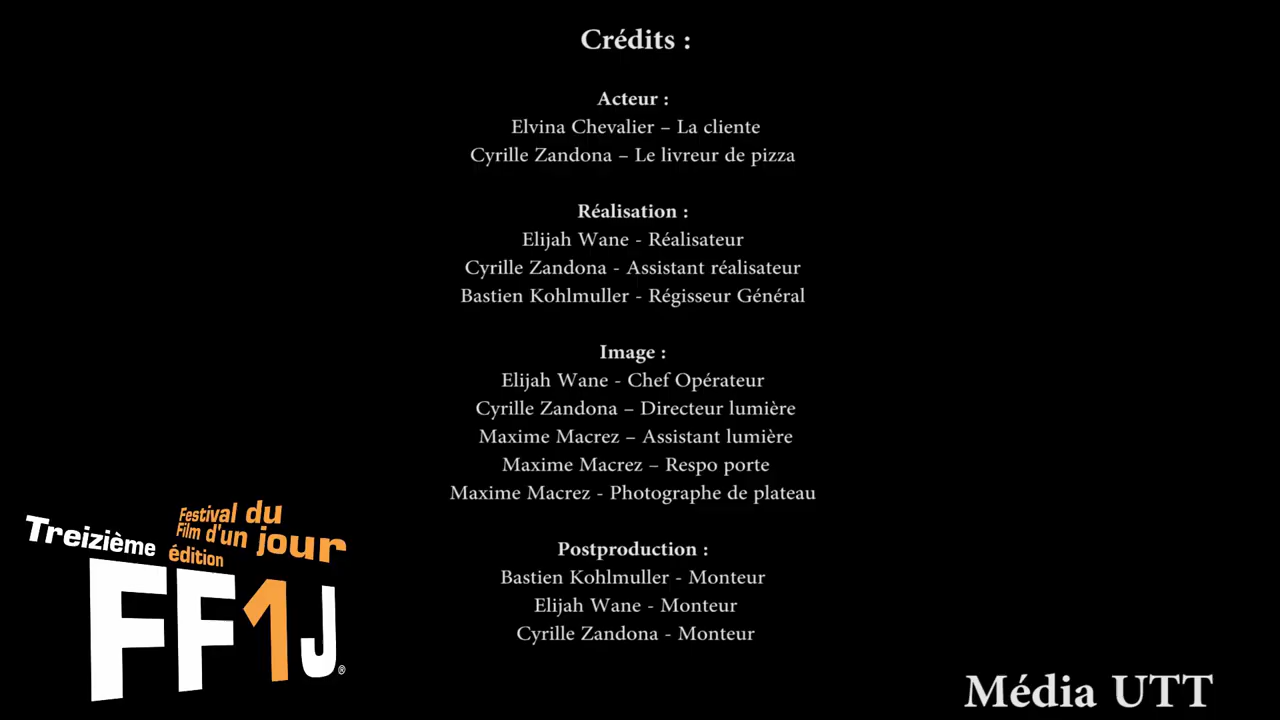 Crédits :
Acteur :
Elvina Chevalier – La cliente
Cyrille Zandona – Le livreur de pizza
Réalisation :
Elijah Wane - Réalisateur
Cyrille Zandona - Assistant réalisateur
Bastien Kohlmuller - Régisseur Général
Image :
Elijah Wane - Chef Opérateur
Cyrille Zandona – Directeur lumière
Maxime Macrez – Assistant lumière
Maxime Macrez – Respo porte
Maxime Macrez - Photographe de plateau
Postproduction :
Bastien Kohlmuller - Monteur
Elijah Wane - Monteur
Cyrille Zandona - Monteur
Treizième
édition
Festival du
Film d'un jour
FF1J®
Média UTT